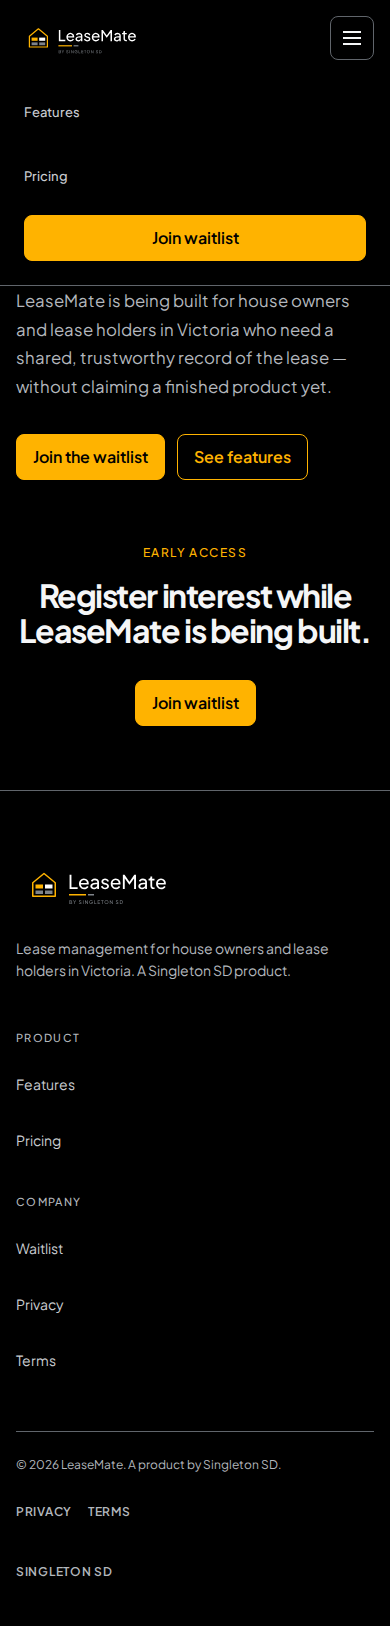 LeaseMate
BY SINGLETON SD
Features
Pricing
Join waitlist
LeaseMate is being built for house owners
and lease holders in Victoria who need a
shared, trustworthy record of the lease —
without claiming a finished product yet.
Join the waitlist
See features
EARLY ACCESS
Register interest while
LeaseMate is being built.
Join waitlist
LeaseMate
BY SINGLETON SD
Lease management for house owners and lease
holders in Victoria. A Singleton SD product.
PRODUCT
Features
Pricing
COMPANY
Waitlist
Privacy
Terms
© 2026 LeaseMate. A product by Singleton SD.
PRIVACY TERMS
SINGLETON SD